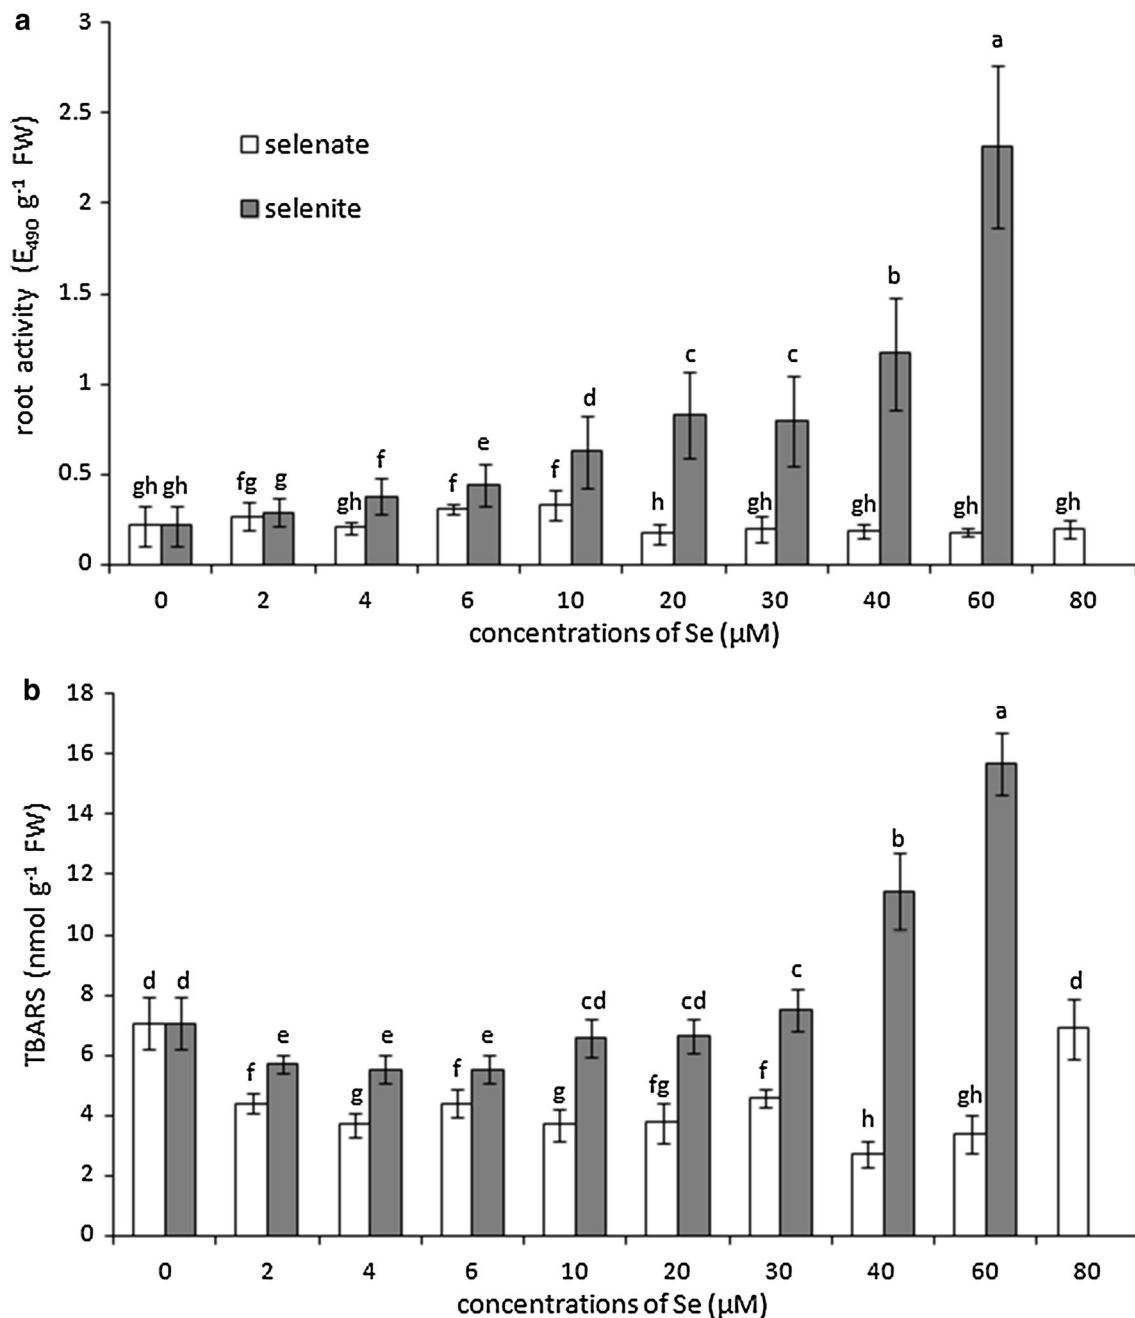 a
3
2.5
2
1.5
1
0.5
0
root activity (E₄₉₀ g⁻¹ FW)
selenate
selenite
gh gh fg g gh f f e f d h c gh c gh b gh a gh
0 2 4 6 10 20 30 40 60 80
concentrations of Se (µM)
b
18
16
14
12
10
8
6
4
2
0
TBARS (nmol g⁻¹ FW)
d d f e g e f e g cd fg cd f c h b gh a d
0 2 4 6 10 20 30 40 60 80
concentrations of Se (µM)